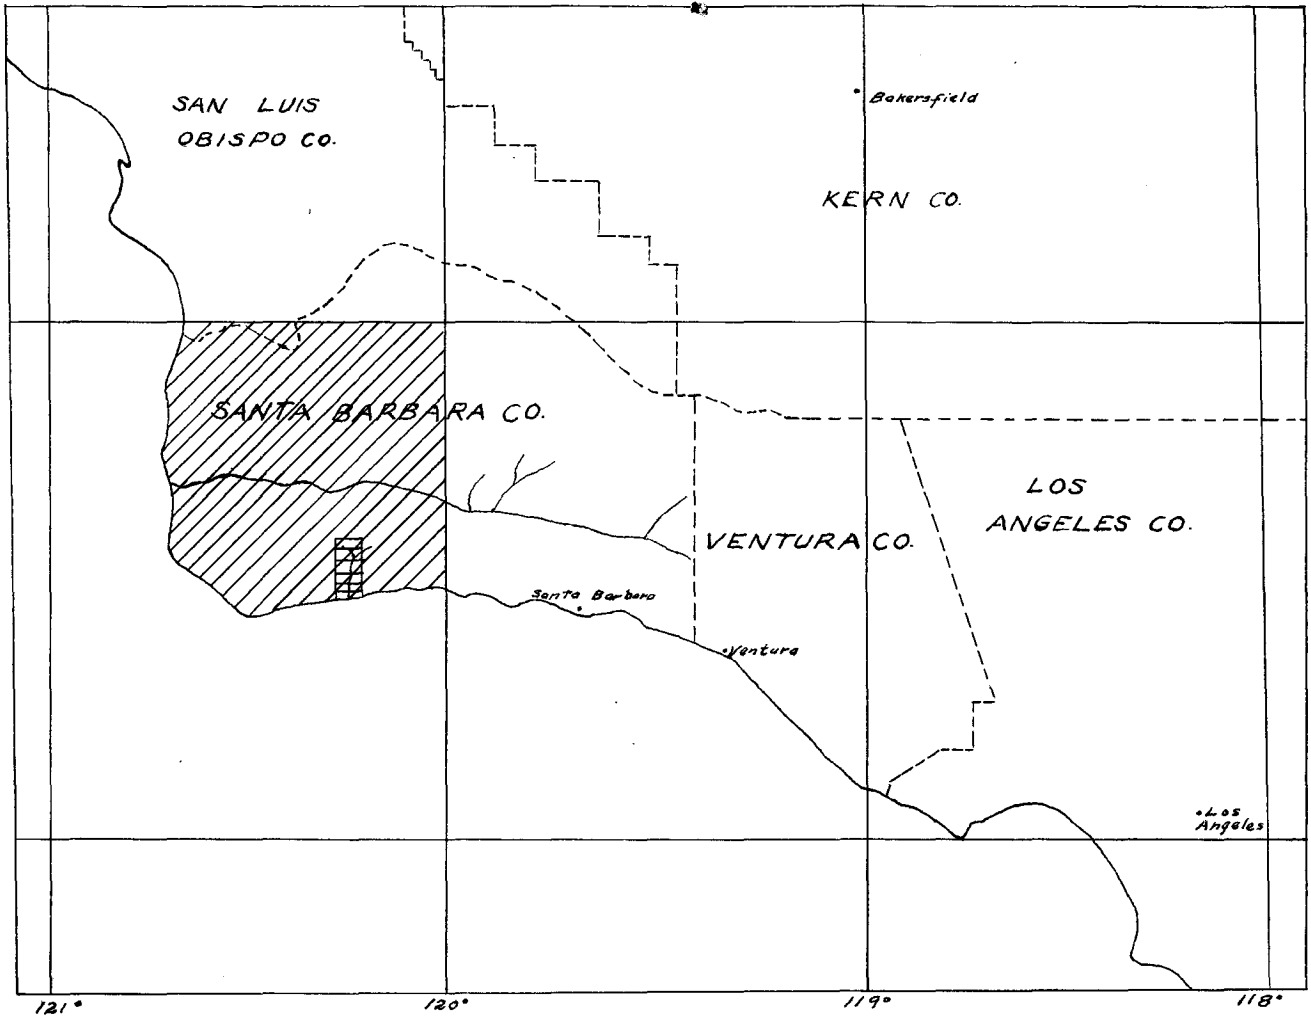 SAN LUIS
OBISPO CO.
Bakersfield
KERN CO.
SANTA BARBARA CO.
LOS
ANGELES CO.
VENTURA CO.
Santa Barbara
Ventura
Los
Angeles
121° 120° 119° 118°